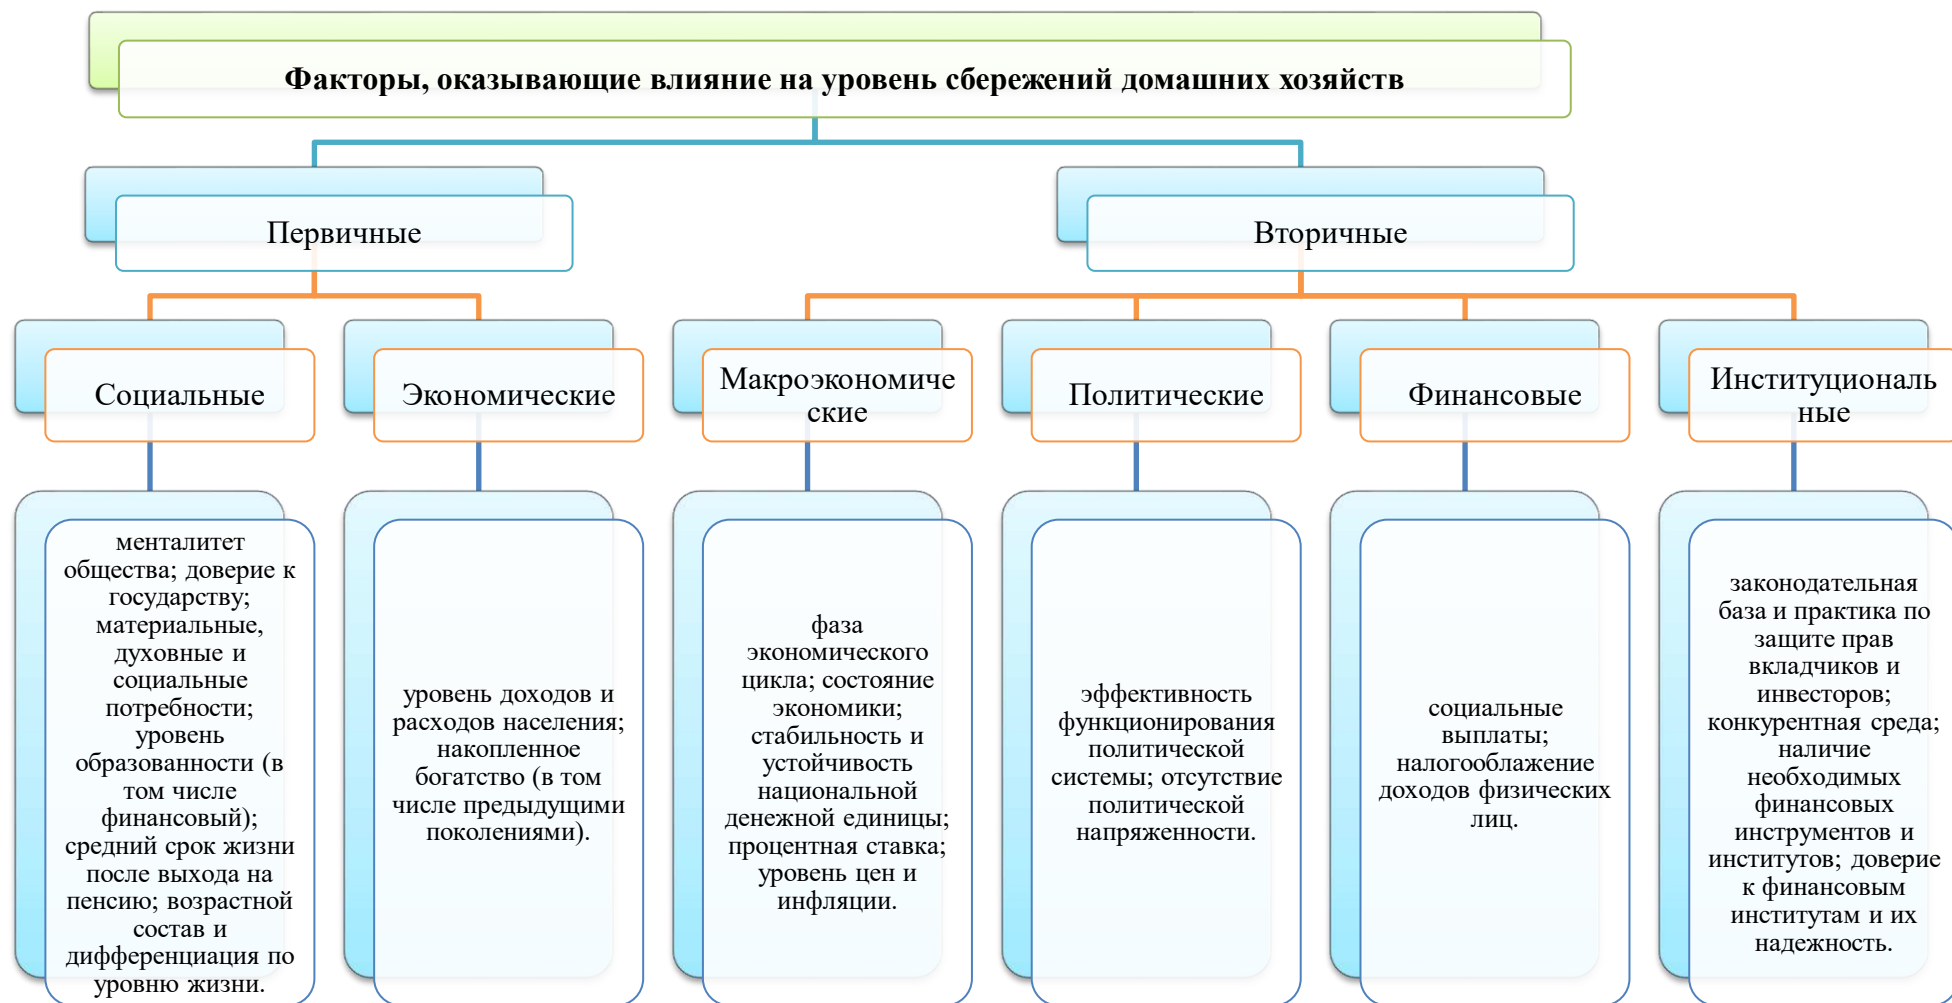 Факторы, оказывающие влияние на уровень сбережений домашних хозяйств
Первичные
Вторичные
Социальные
Экономические
Макроэкономиче
ские
Политические
Финансовые
Институциональ
ные
менталитет
общества; доверие к
государству;
материальные,
духовные и
социальные
потребности;
уровень
образованности (в
том числе
финансовый);
средний срок жизни
после выхода на
пенсию; возрастной
состав и
дифференциация по
уровню жизни.
уровень доходов и
расходов населения;
накопленное
богатство (в том
числе предыдущими
поколениями).
фаза
экономического
цикла; состояние
экономики;
стабильность и
устойчивость
национальной
денежной единицы;
процентная ставка;
уровень цен и
инфляции.
эффективность
функционирования
политической
системы; отсутствие
политической
напряженности.
социальные
выплаты;
налогооблажение
доходов физических
лиц.
законодательная
база и практика по
защите прав
вкладчиков и
инвесторов;
конкурентная среда;
наличие
необходимых
финансовых
инструментов и
институтов; доверие
к финансовым
институтам и их
надежность.